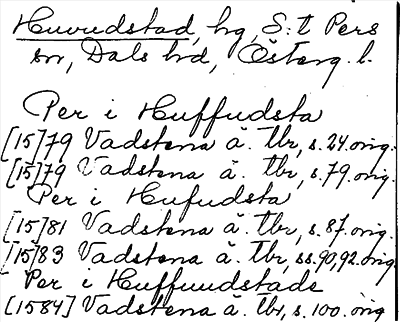 Huvudstad, hg, S:t Pers
sn, Dals hd, Österg. l.
Per i Huffudsta
[15]79 Vadstena ä. tbr, s. 24. orig.
[15]79 Vadstena ä. tbr, s. 79. orig.
Per i Hufudsta
[15]81 Vadstena ä. tbr, s. 87. orig.
[15]83 Vadstena ä. tbr, ss. 90, 92. orig.
Per i Huffuudstade
[1584] Vadstena ä. tbr, s. 100. orig